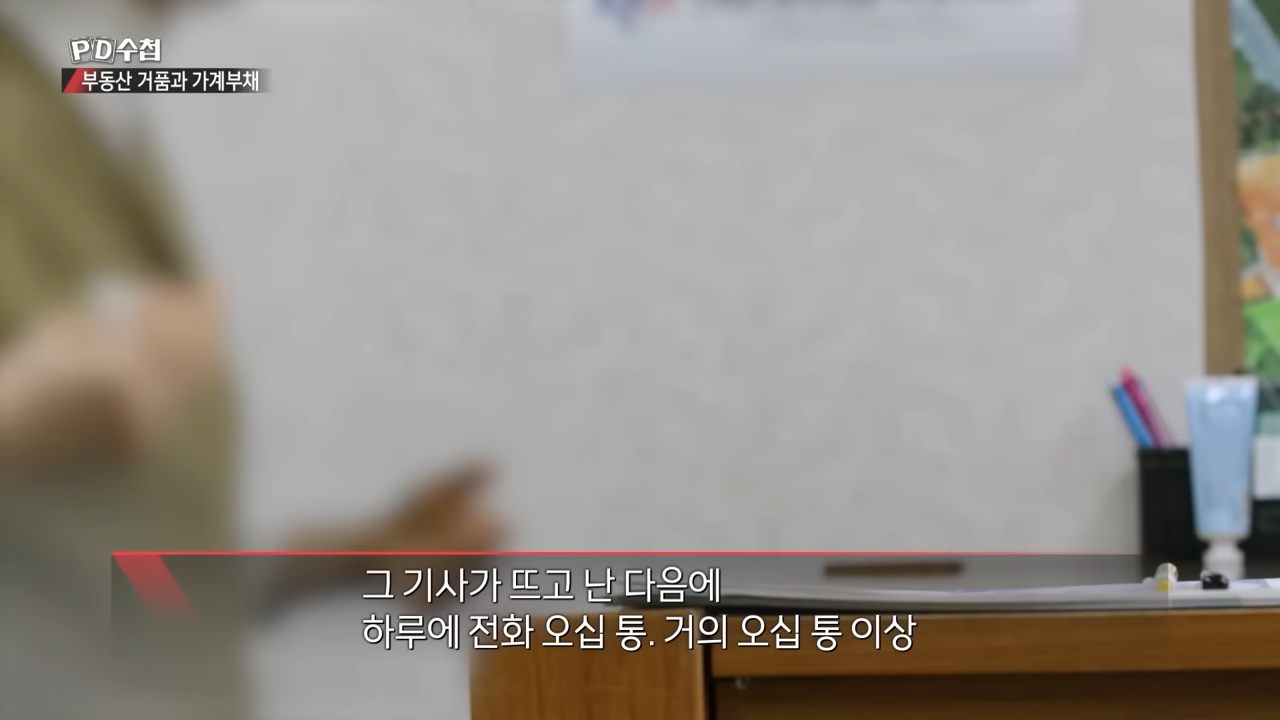 PD수첩
부동산 거품과 가계부채
그 기사가 뜨고 난 다음에
하루에 전화 오십 통. 거의 오십 통 이상